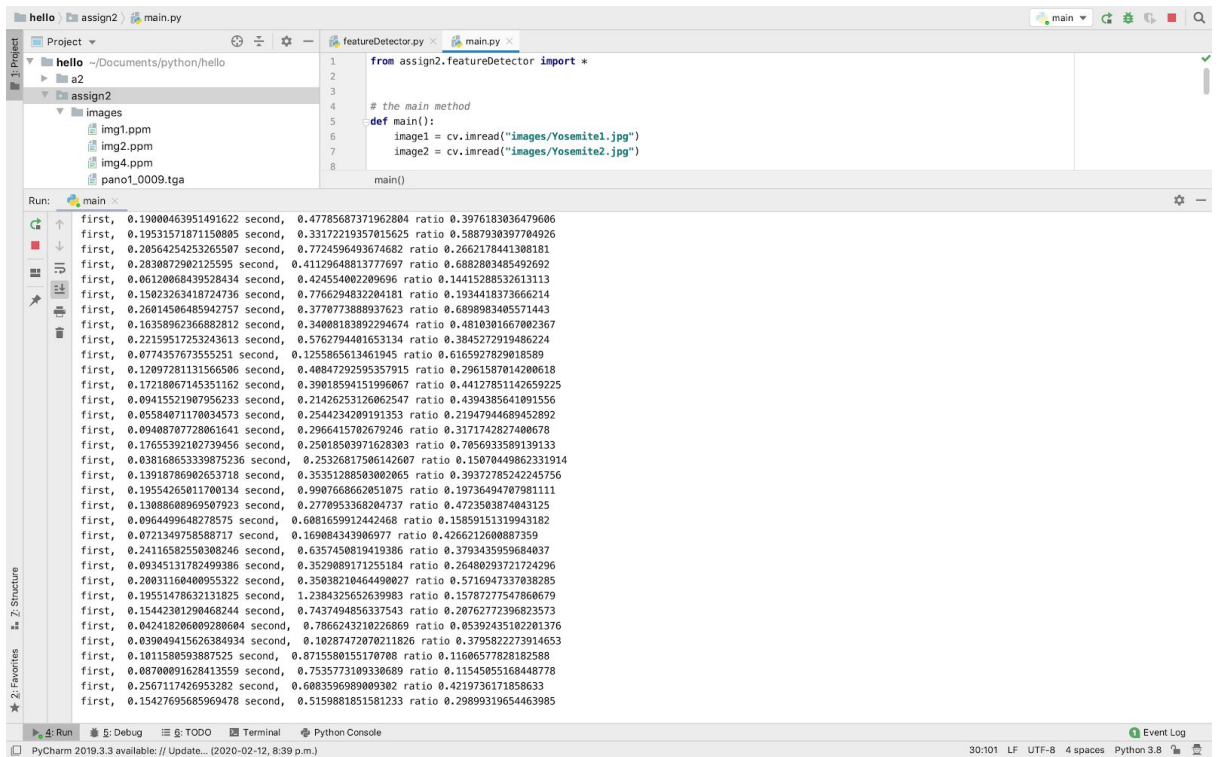 hello assign2 main.py
main
1: Project
Project
featureDetector.py
main.py
hello ~/Documents/python/hello
a2
assign2
images
img1.ppm
img2.ppm
img4.ppm
pano1_0009.tga
1 from assign2.featureDetector import *
2
3
4 # the main method
5 def main():
6 image1 = cv.imread("images/Yosemite1.jpg")
7 image2 = cv.imread("images/Yosemite2.jpg")
8
main()
Run: main
first, 0.19000463951491622 second, 0.47785687371962804 ratio 0.3976183036479606
first, 0.19531571871150805 second, 0.33172219357015625 ratio 0.5887930397704926
first, 0.20564254253265507 second, 0.7724596493674682 ratio 0.2662178441308181
first, 0.2830872902125595 second, 0.41129648813777697 ratio 0.6882803485492692
first, 0.06120068439528434 second, 0.424554002209696 ratio 0.14415288532613113
first, 0.15023263418724736 second, 0.7766294832204181 ratio 0.1934418373666214
first, 0.26014506485942757 second, 0.3770773888937623 ratio 0.6898983405571443
first, 0.16358962366882812 second, 0.34008183892294674 ratio 0.4810301667002367
first, 0.22159517253243613 second, 0.5762794401653134 ratio 0.3845272919486224
first, 0.0774357673555251 second, 0.1255865613461945 ratio 0.6165927829018589
first, 0.12097281131566506 second, 0.40847292595357915 ratio 0.2961587014200618
first, 0.17218067145351162 second, 0.39018594151996067 ratio 0.44127851142659225
first, 0.09415521907956233 second, 0.21426253126062547 ratio 0.4394385641091556
first, 0.05584071170034573 second, 0.2544234209191353 ratio 0.21947944689452892
first, 0.09408707728061641 second, 0.2966415702679246 ratio 0.3171742827400678
first, 0.17655392102739456 second, 0.25018503971628303 ratio 0.7056933589139133
first, 0.038168653339875236 second, 0.25326817506142607 ratio 0.15070449862331914
first, 0.13918786902653718 second, 0.35351288503002065 ratio 0.39372785242245756
first, 0.19554265011700134 second, 0.9907668662051075 ratio 0.19736494707981111
first, 0.13088608969507923 second, 0.2770953368204737 ratio 0.4723503874043125
first, 0.0964499648278575 second, 0.6081659912442468 ratio 0.15859151319943182
first, 0.0721349758588717 second, 0.169084343906977 ratio 0.4266212600887359
first, 0.24116582550308246 second, 0.6357450819419386 ratio 0.3793435959684037
first, 0.09345131782499386 second, 0.3529089171255184 ratio 0.26480293721724296
first, 0.20031160400955322 second, 0.35038210464490027 ratio 0.5716947337038285
first, 0.19551478632131825 second, 1.2384325652639983 ratio 0.15787277547860679
first, 0.15442301290468244 second, 0.7437494856337543 ratio 0.20762772396823573
first, 0.042418206009280604 second, 0.7866243210226869 ratio 0.05392435102201376
first, 0.039049415626384934 second, 0.10287472070211826 ratio 0.3795822273914653
first, 0.1011580593887525 second, 0.8715580155170708 ratio 0.11606577828182588
first, 0.08700091628413559 second, 0.7535773109330689 ratio 0.11545055168448778
first, 0.2567117426953282 second, 0.6083596989009302 ratio 0.4219736171858633
first, 0.15427695685969478 second, 0.5159881851581233 ratio 0.29899319654463985
7: Structure
2: Favorites
4: Run 5: Debug 6: TODO Terminal Python Console 1 Event Log
PyCharm 2019.3.3 available: // Update... (2020-02-12, 8:39 p.m.) 30:101 LF UTF-8 4 spaces Python 3.8